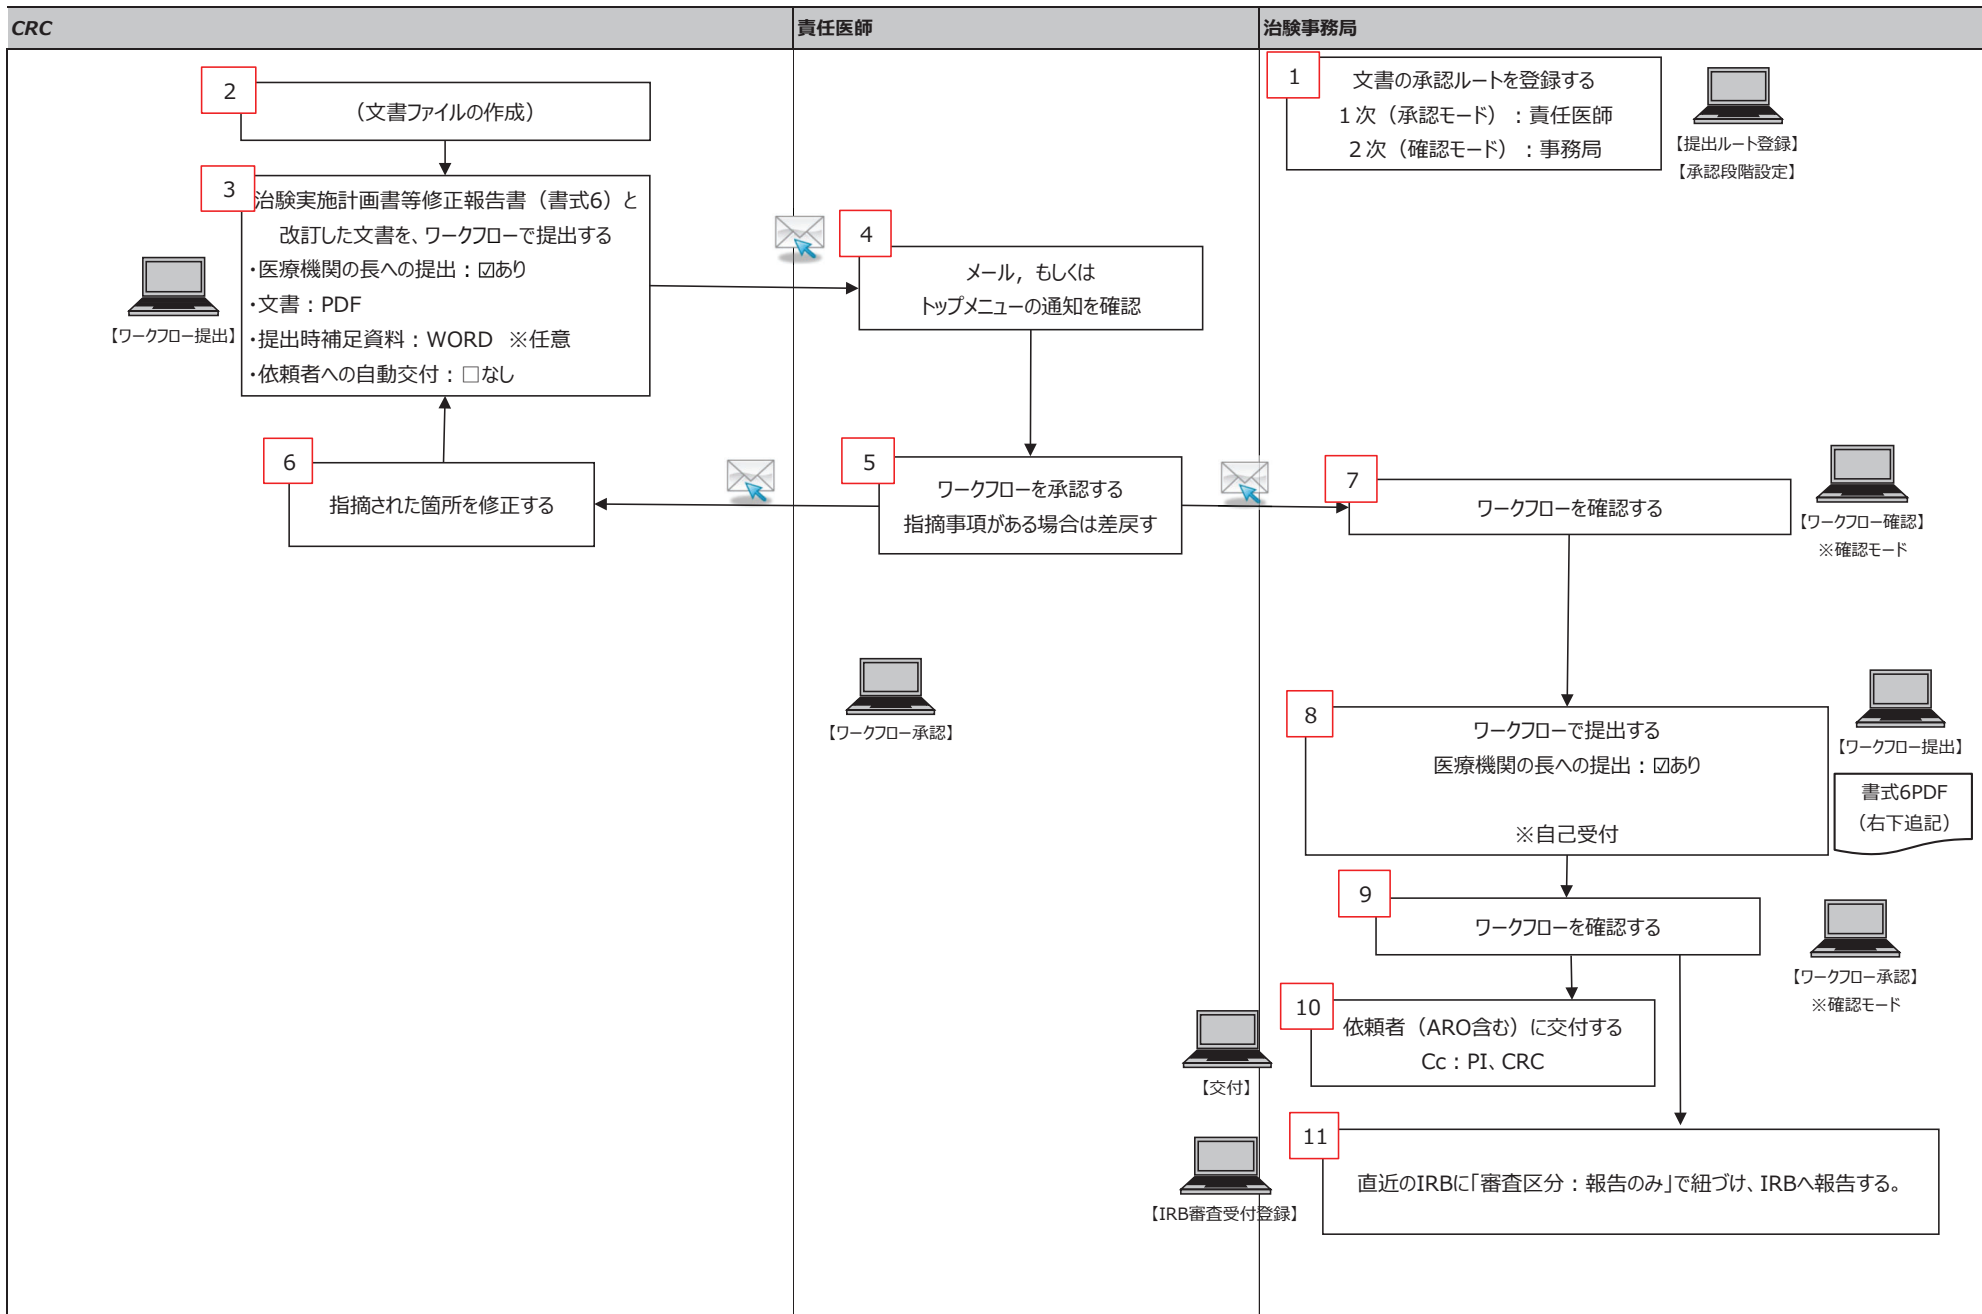 CRC
責任医師
治験事務局
1
文書の承認ルートを登録する
1次（承認モード）：責任医師
2次（確認モード）：事務局
【提出ルート登録】
【承認段階設定】
2
（文書ファイルの作成）
3
治験実施計画書等修正報告書（書式6）と
改訂した文書を、ワークフローで提出する
・医療機関の長への提出：☑あり
・文書：PDF
・提出時補足資料：WORD ※任意
・依頼者への自動交付：□なし
【ワークフロー提出】
4
メール，もしくは
トップメニューの通知を確認
5
ワークフローを承認する
指摘事項がある場合は差戻す
【ワークフロー承認】
6
指摘された箇所を修正する
7
ワークフローを確認する
【ワークフロー確認】
※確認モード
8
ワークフローで提出する
医療機関の長への提出：☑あり
※自己受付
【ワークフロー提出】
書式6PDF
（右下追記）
9
ワークフローを確認する
【ワークフロー承認】
※確認モード
10
依頼者（ARO含む）に交付する
Cc：PI、CRC
【交付】
11
直近のIRBに「審査区分：報告のみ」で紐づけ、IRBへ報告する。
【IRB審査受付登録】